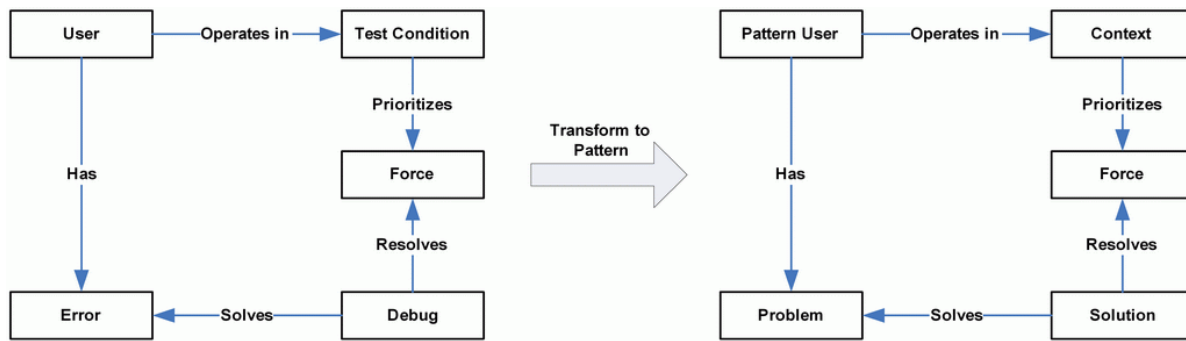 User
Operates in
Test Condition
Prioritizes
Has
Force
Resolves
Error
Solves
Debug
Transform to
Pattern
Pattern User
Operates in
Context
Prioritizes
Has
Force
Resolves
Problem
Solves
Solution